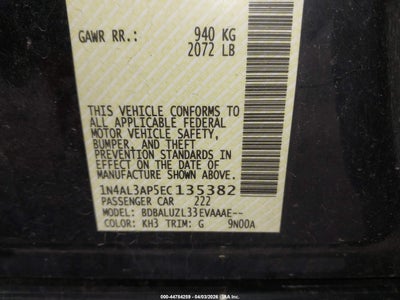 GAWR RR.: 940 KG
2072 LB
THIS VEHICLE CONFORMS TO
ALL APPLICABLE FEDERAL
MOTOR VEHICLE SAFETY,
BUMPER, AND THEFT
PREVENTION STANDARDS
IN EFFECT ON THE DATE OF
MANUFACTURE SHOWN ABOVE.
1N4AL3AP5EC135382
PASSENGER CAR 222
MODEL: BDBALUZL33EVAAAE--
COLOR: KH3 TRIM: G 9N00A
000-44784259 - 04/03/2026 - IAA Inc.